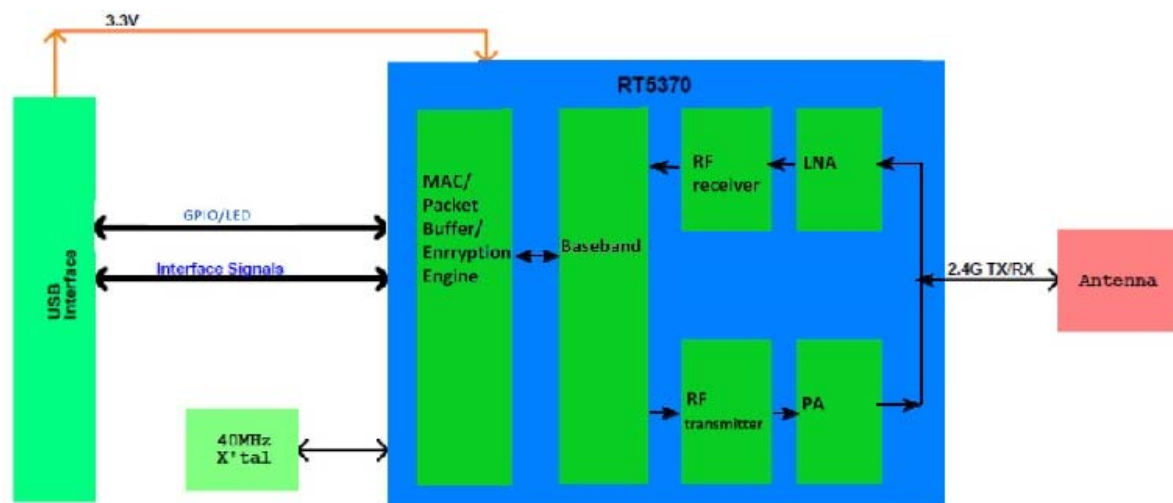 3.3V
RT5370
USB
Interface
GPIO/LED
Interface Signals
40MHz
X'tal
MAC/
Packet
Buffer/
Enrryption
Engine
Baseband
RF
receiver
LNA
RF
transmitter
PA
2.4G TX/RX
Antenna